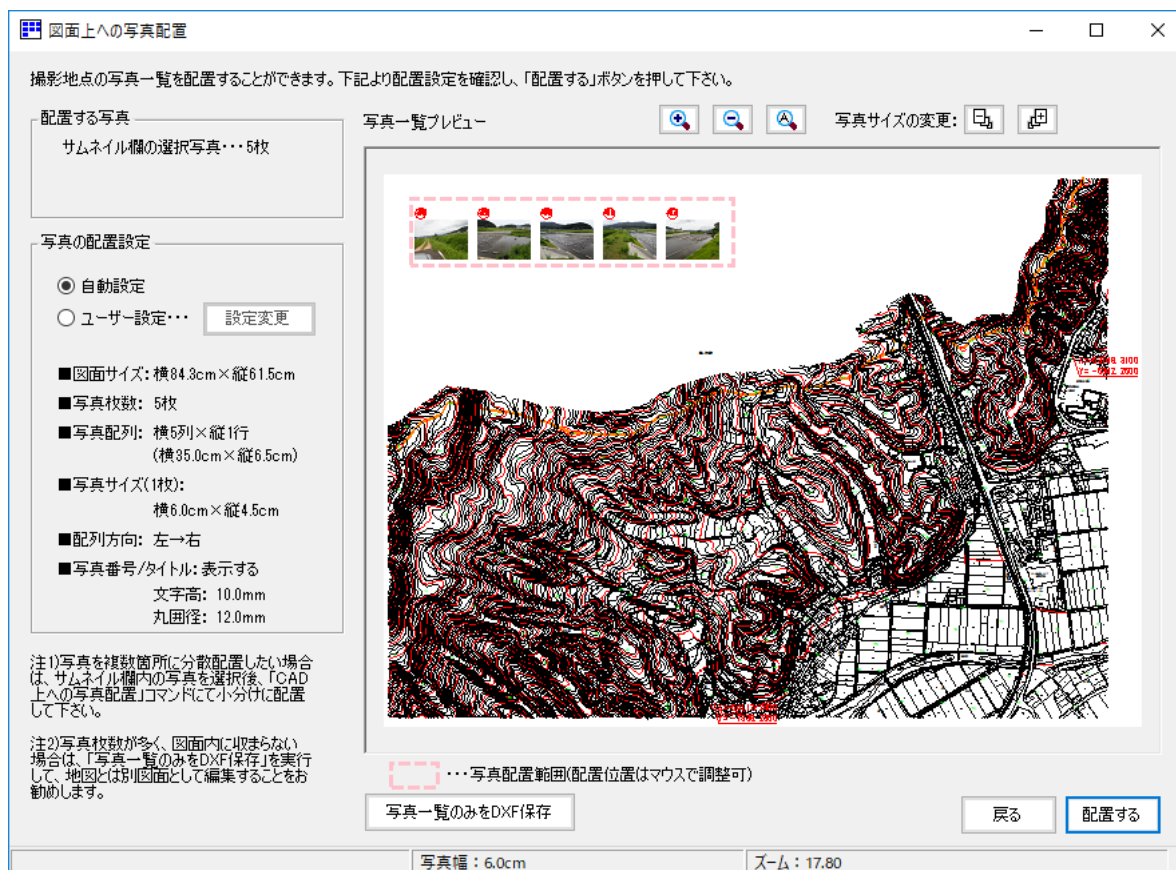 図面上への写真配置
撮影地点の写真一覧を配置することができます。下記より配置設定を確認し、「配置する」ボタンを押して下さい。
配置する写真
サムネイル欄の選択写真・・・5枚
写真の配置設定
自動設定
ユーザー設定・・・ 設定変更
■図面サイズ：横84.3cm×縦61.5cm
■写真枚数： 5枚
■写真配列： 横5列×縦1行
(横35.0cm×縦6.5cm)
■写真サイズ(1枚)：
横6.0cm×縦4.5cm
■配列方向： 左→右
■写真番号/タイトル：表示する
文字高： 10.0mm
丸囲径： 12.0mm
注1)写真を複数箇所に分散配置したい場合
は、サムネイル欄内の写真を選択後、「CAD
上への写真配置」コマンドにて小分けに配置
して下さい。
注2)写真枚数が多く、図面内に収まらない
場合は、「写真一覧のみをDXF保存」を実行
して、地図とは別図面として編集することをお
勧めします。
写真一覧プレビュー
写真サイズの変更：
・・・写真配置範囲(配置位置はマウスで調整可)
写真一覧のみをDXF保存
戻る
配置する
写真幅：6.0cm
ズーム：17.80